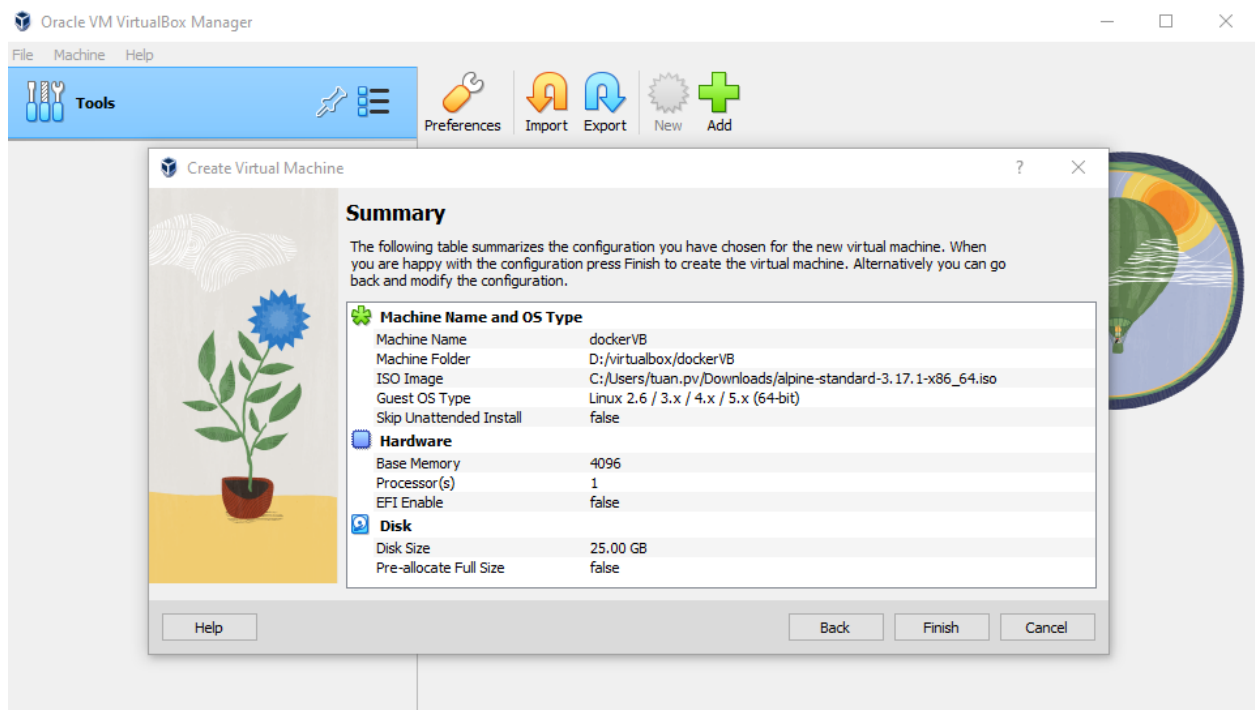 Oracle VM VirtualBox Manager
File Machine Help
Tools
Preferences Import Export New Add
Create Virtual Machine ?
Summary
The following table summarizes the configuration you have chosen for the new virtual machine. When
you are happy with the configuration press Finish to create the virtual machine. Alternatively you can go
back and modify the configuration.
Machine Name and OS Type
Machine Name dockerVB
Machine Folder D:/virtualbox/dockerVB
ISO Image C:/Users/tuan.pv/Downloads/alpine-standard-3.17.1-x86_64.iso
Guest OS Type Linux 2.6 / 3.x / 4.x / 5.x (64-bit)
Skip Unattended Install false
Hardware
Base Memory 4096
Processor(s) 1
EFI Enable false
Disk
Disk Size 25.00 GB
Pre-allocate Full Size false
Help Back Finish Cancel